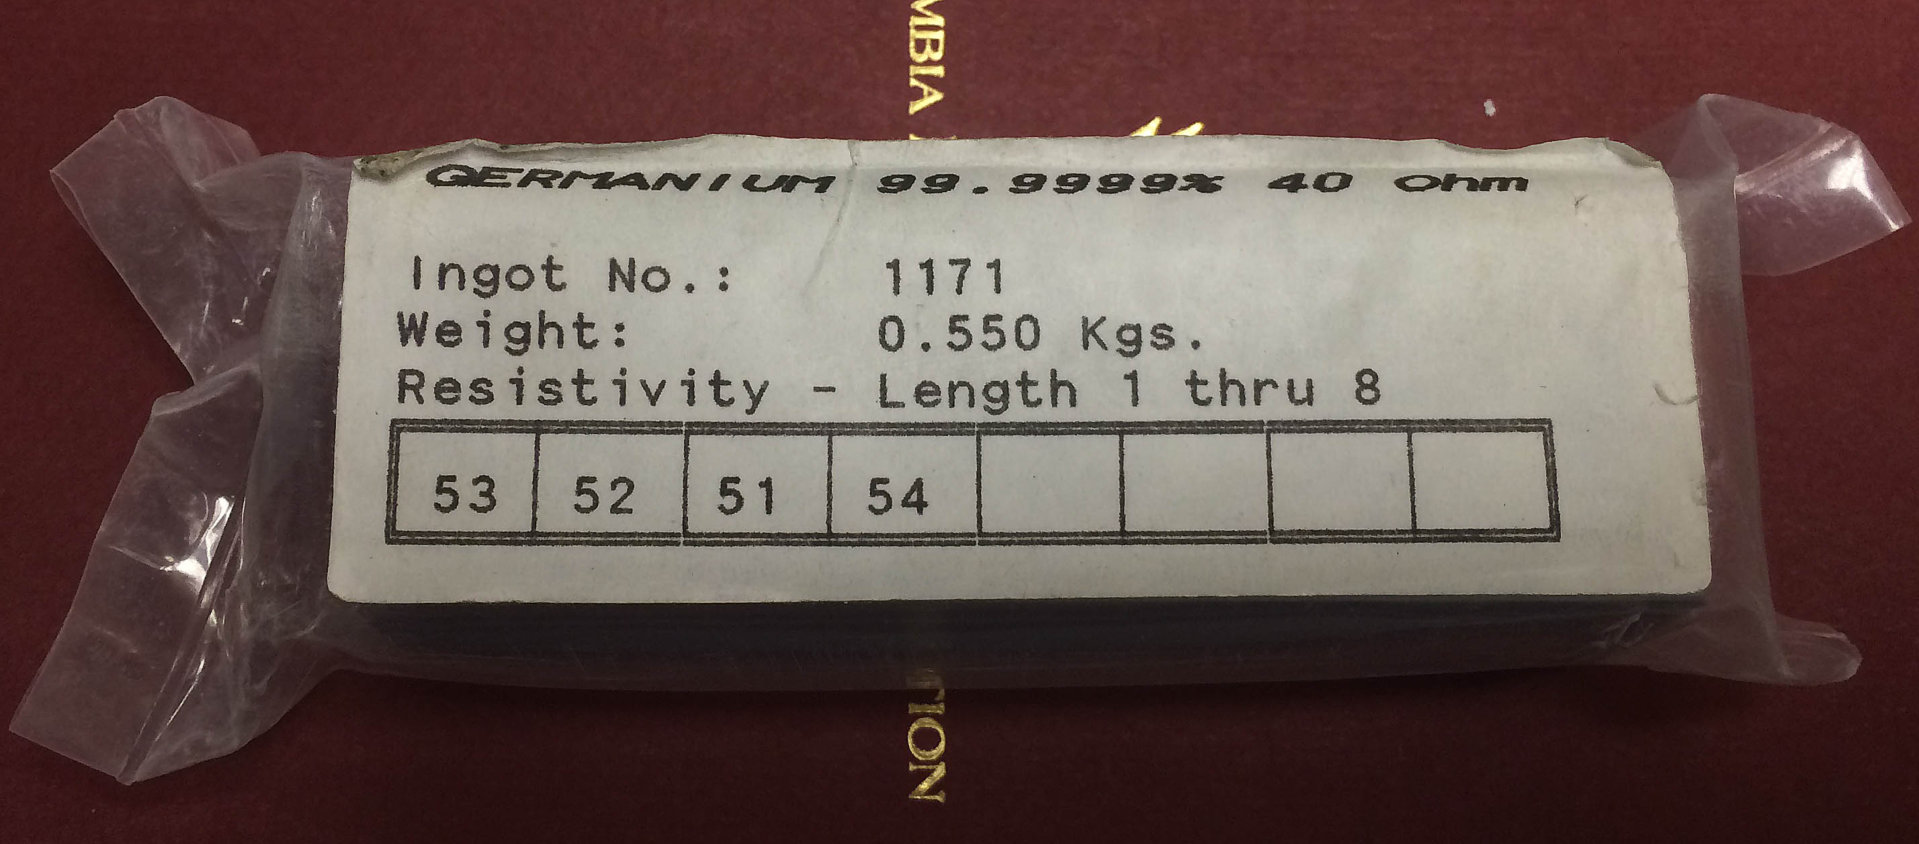 MBIA
GERMANIUM 99.9999% 40 Ohm
Ingot No.: 1171
Weight: 0.550 Kgs.
Resistivity - Length 1 thru 8
53 52 51 54
TION